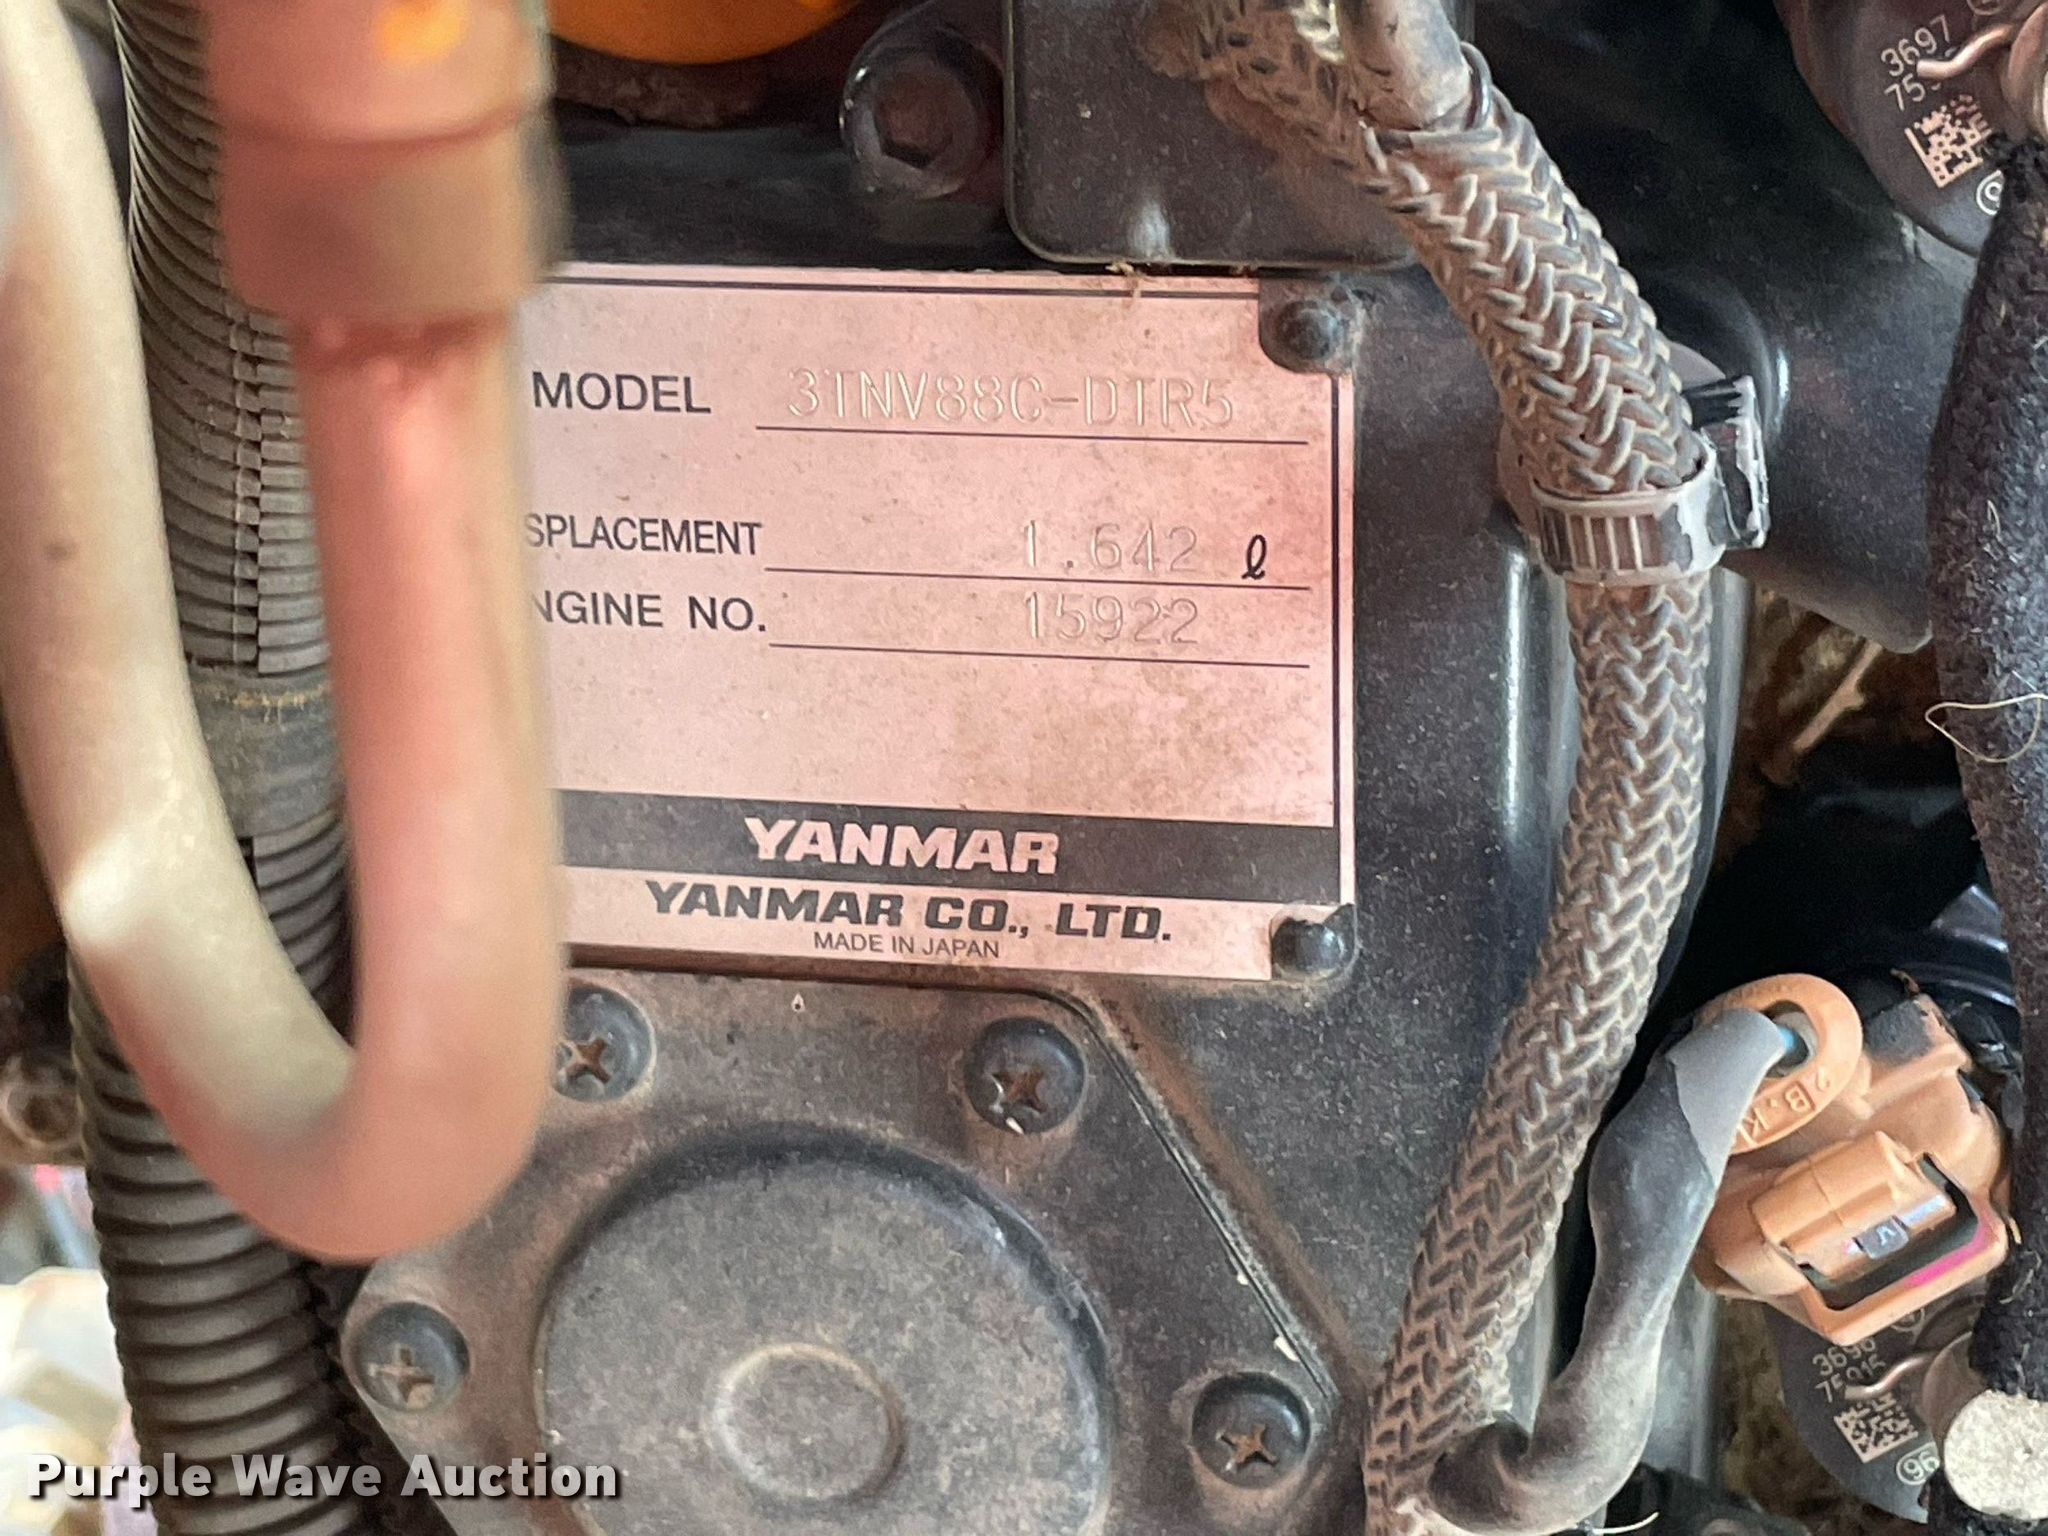 3697
MODEL 3TNV88C-DTR5
SPLACEMENT 1.642 ℓ
NGINE NO. 15922
YANMAR
YANMAR CO., LTD.
MADE IN JAPAN
96
Purple Wave Auction